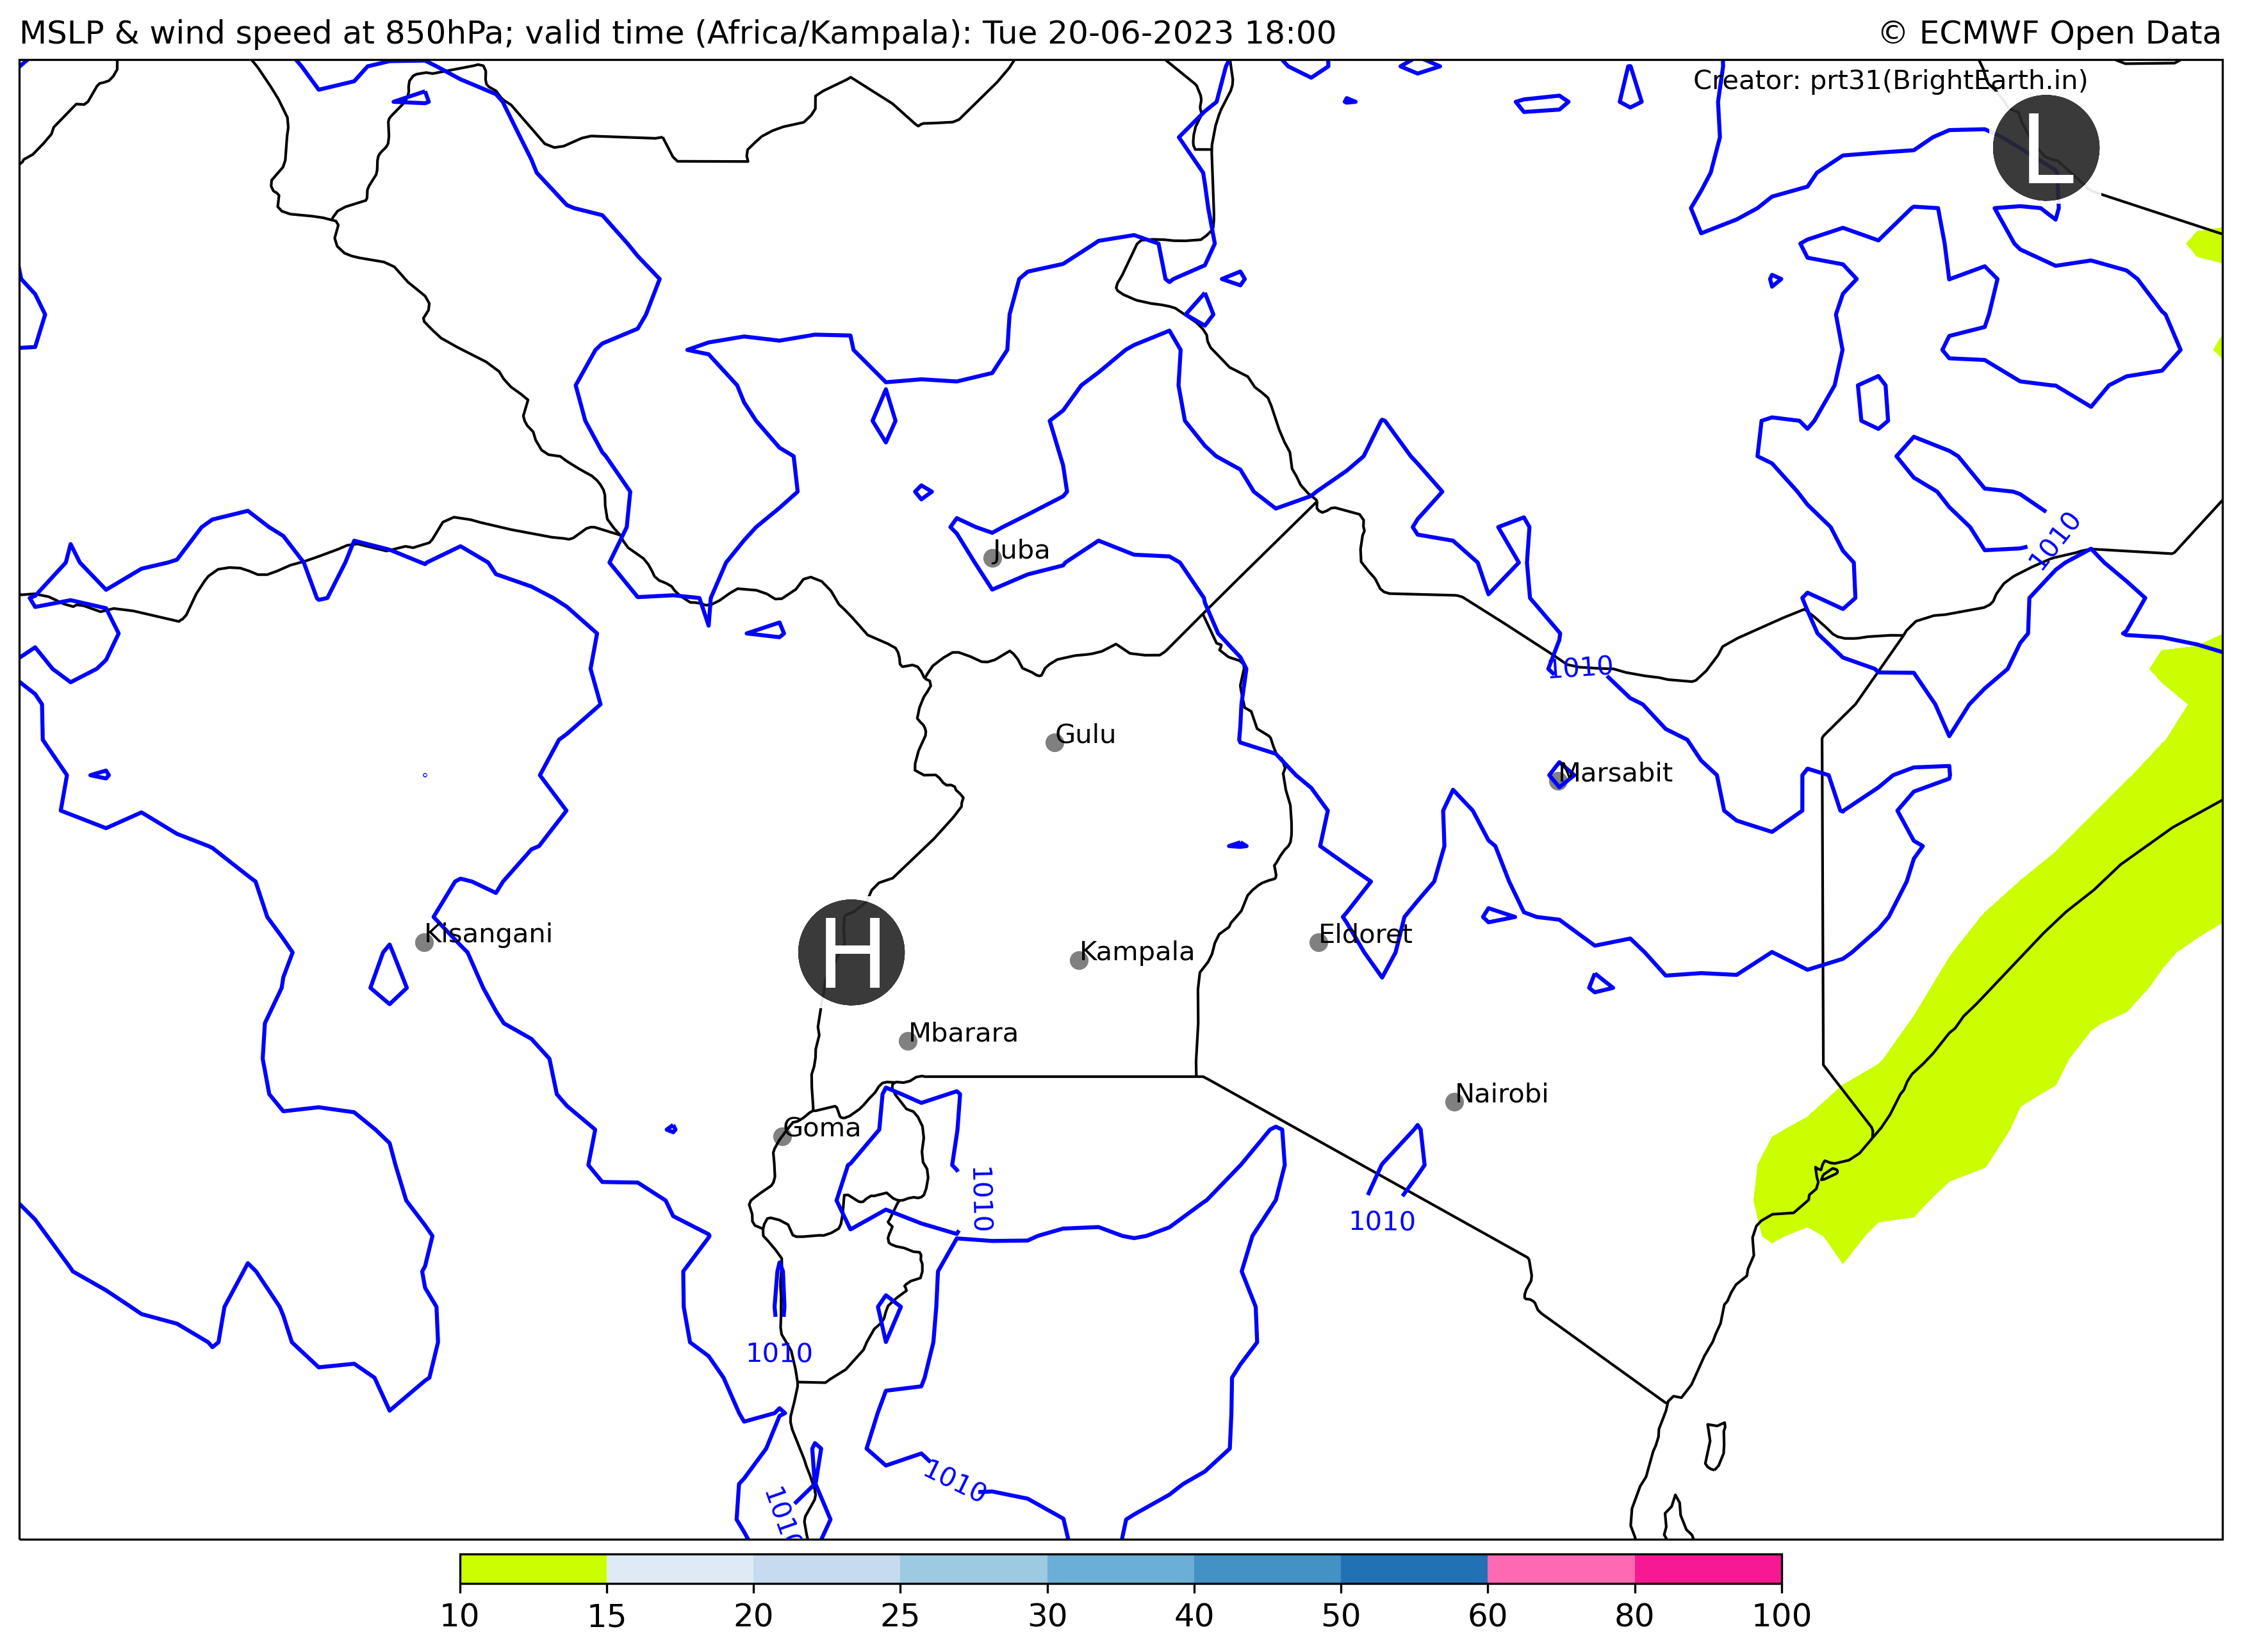 MSLP & wind speed at 850hPa; valid time (Africa/Kampala): Tue 20-06-2023 18:00
© ECMWF Open Data
Creator: prt31(BrightEarth.in)
L
1010
Juba
1010
Gulu
Marsabit
Kisangani
H
Kampala
Eldoret
Mbarara
Nairobi
Goma
1010
1010
1010
1010
1010
10 15 20 25 30 40 50 60 80 100